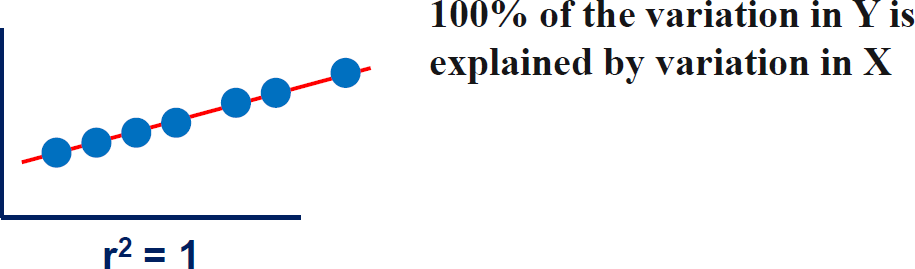 100% of the variation in Y is
explained by variation in X
r² = 1